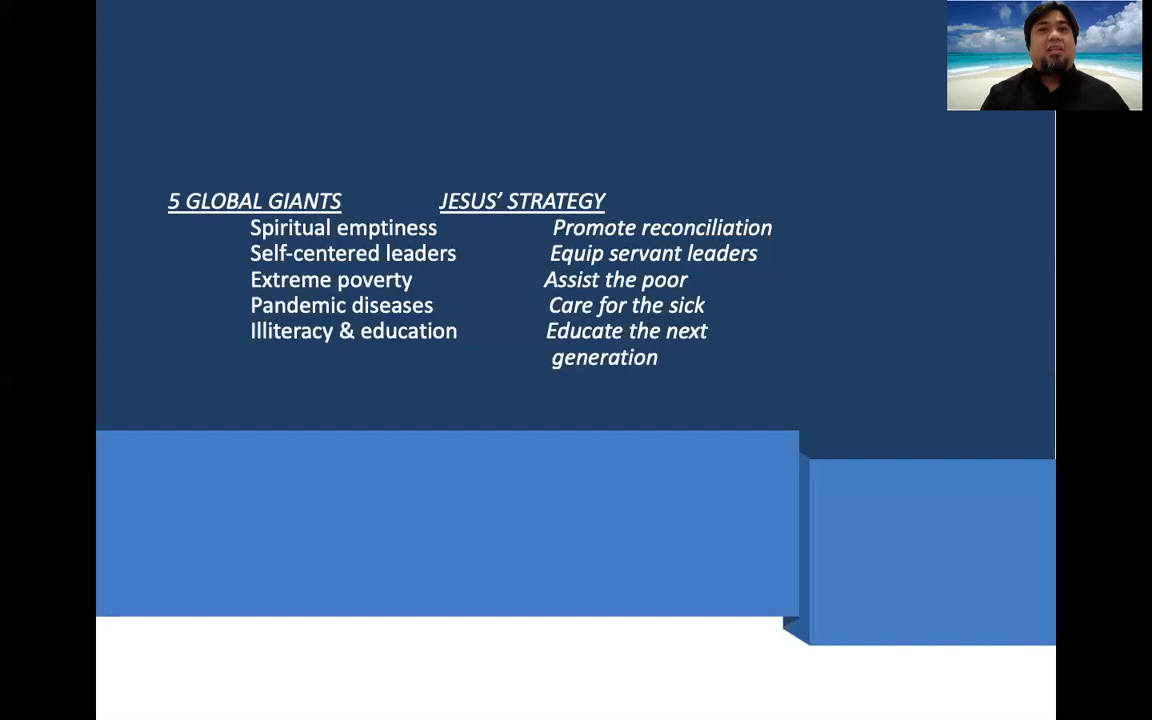 5 GLOBAL GIANTS JESUS’ STRATEGY
Spiritual emptiness Promote reconciliation
Self-centered leaders Equip servant leaders
Extreme poverty Assist the poor
Pandemic diseases Care for the sick
Illiteracy & education Educate the next
generation